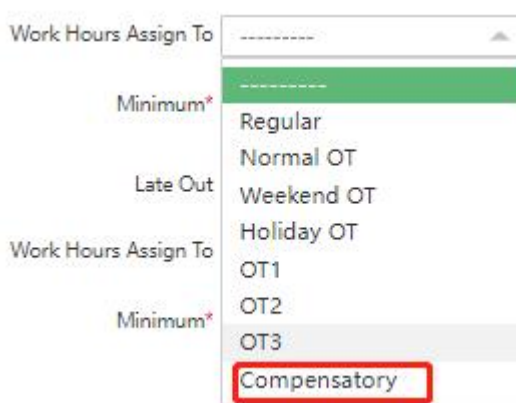 Work Hours Assign To ---------
---------
Minimum*
Regular
Normal OT
Late Out
Weekend OT
Holiday OT
Work Hours Assign To
OT1
OT2
Minimum*
OT3
Compensatory